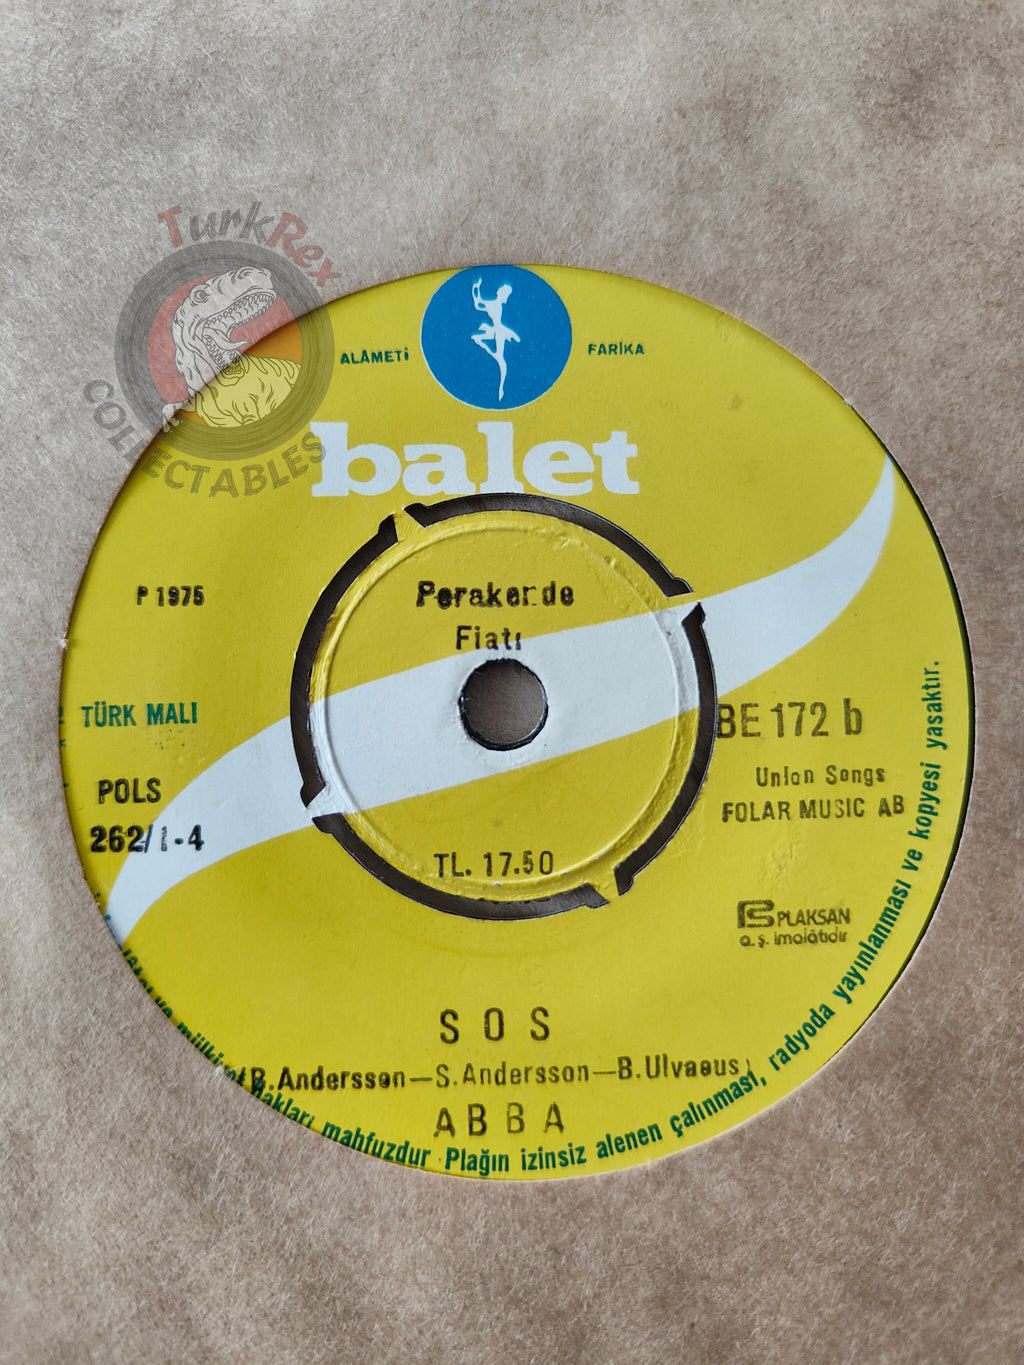 TurkRex
COLLECTABLES
ALÂMETİ
FARİKA
balet
P 1975
Perakende
Fiatı
TÜRK MALI
BE 172 b
POLS
262/1-4
Union Songs
FOLAR MUSIC AB
TL. 17.50
PLAKSAN
a.ş. imalâtıdır
S O S
(B.Andersson—S.Andersson—B.Ulvaeus)
ABBA
hakları mahfuzdur Plağın izinsiz alenen çalınması, radyoda yayınlanması ve kopyesi yasaktır.